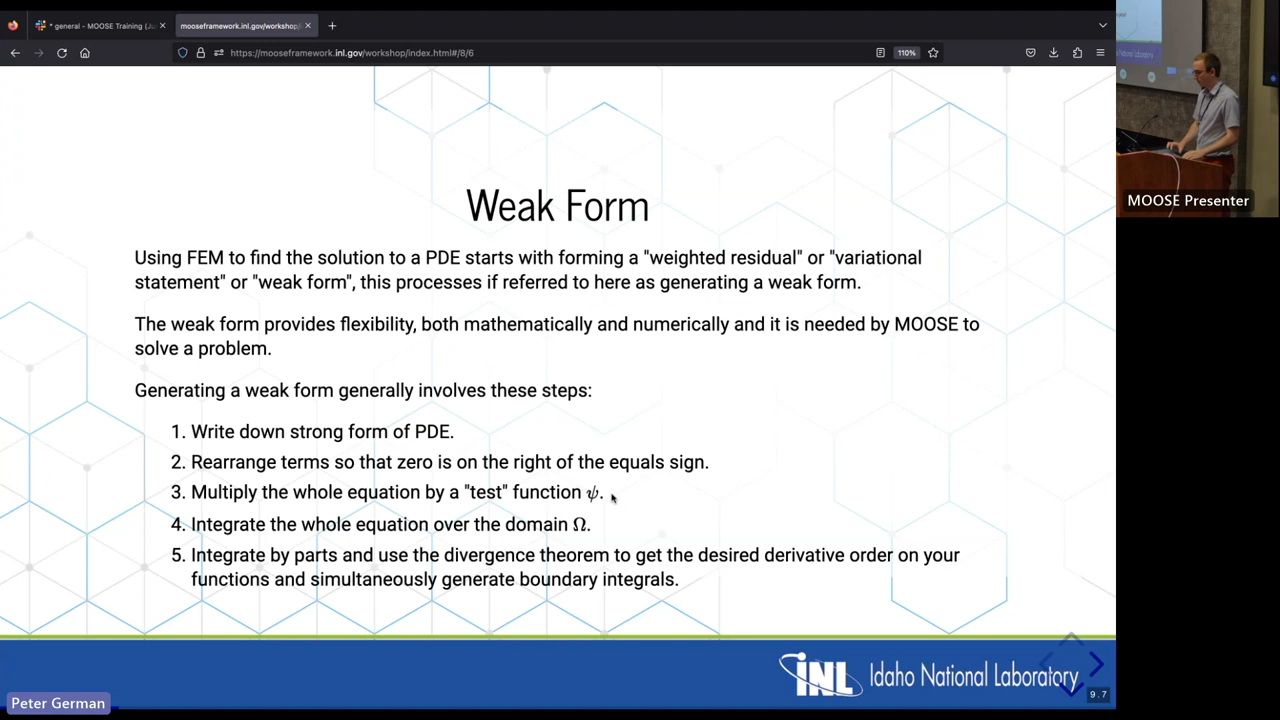 * general - MOOSE Training (Ju
mooseframework.inl.gov/workshop/
https://mooseframework.inl.gov/workshop/index.html#/8/6
110%
Weak Form
Using FEM to find the solution to a PDE starts with forming a "weighted residual" or "variational
statement" or "weak form", this processes if referred to here as generating a weak form.
The weak form provides flexibility, both mathematically and numerically and it is needed by MOOSE to
solve a problem.
Generating a weak form generally involves these steps:
1. Write down strong form of PDE.
2. Rearrange terms so that zero is on the right of the equals sign.
3. Multiply the whole equation by a "test" function ψ.
4. Integrate the whole equation over the domain Ω.
5. Integrate by parts and use the divergence theorem to get the desired derivative order on your
functions and simultaneously generate boundary integrals.
INL Idaho National Laboratory
9.7
Peter German
MOOSE Presenter